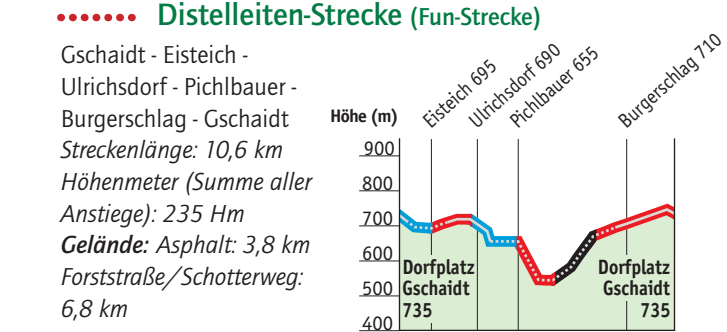 Distelleiten-Strecke (Fun-Strecke)
Gschaidt - Eisteich -
Ulrichsdorf - Pichlbauer -
Burgerschlag - Gschaidt
Streckenlänge: 10,6 km
Höhenmeter (Summe aller
Anstiege): 235 Hm
Gelände: Asphalt: 3,8 km
Forststraße/Schotterweg:
6,8 km
Höhe (m)
Eisteich 695
Ulrichsdorf 690
Pichlbauer 655
Burgerschlag 710
900
800
700
600
500
400
Dorfplatz
Gschaidt
735
Dorfplatz
Gschaidt
735